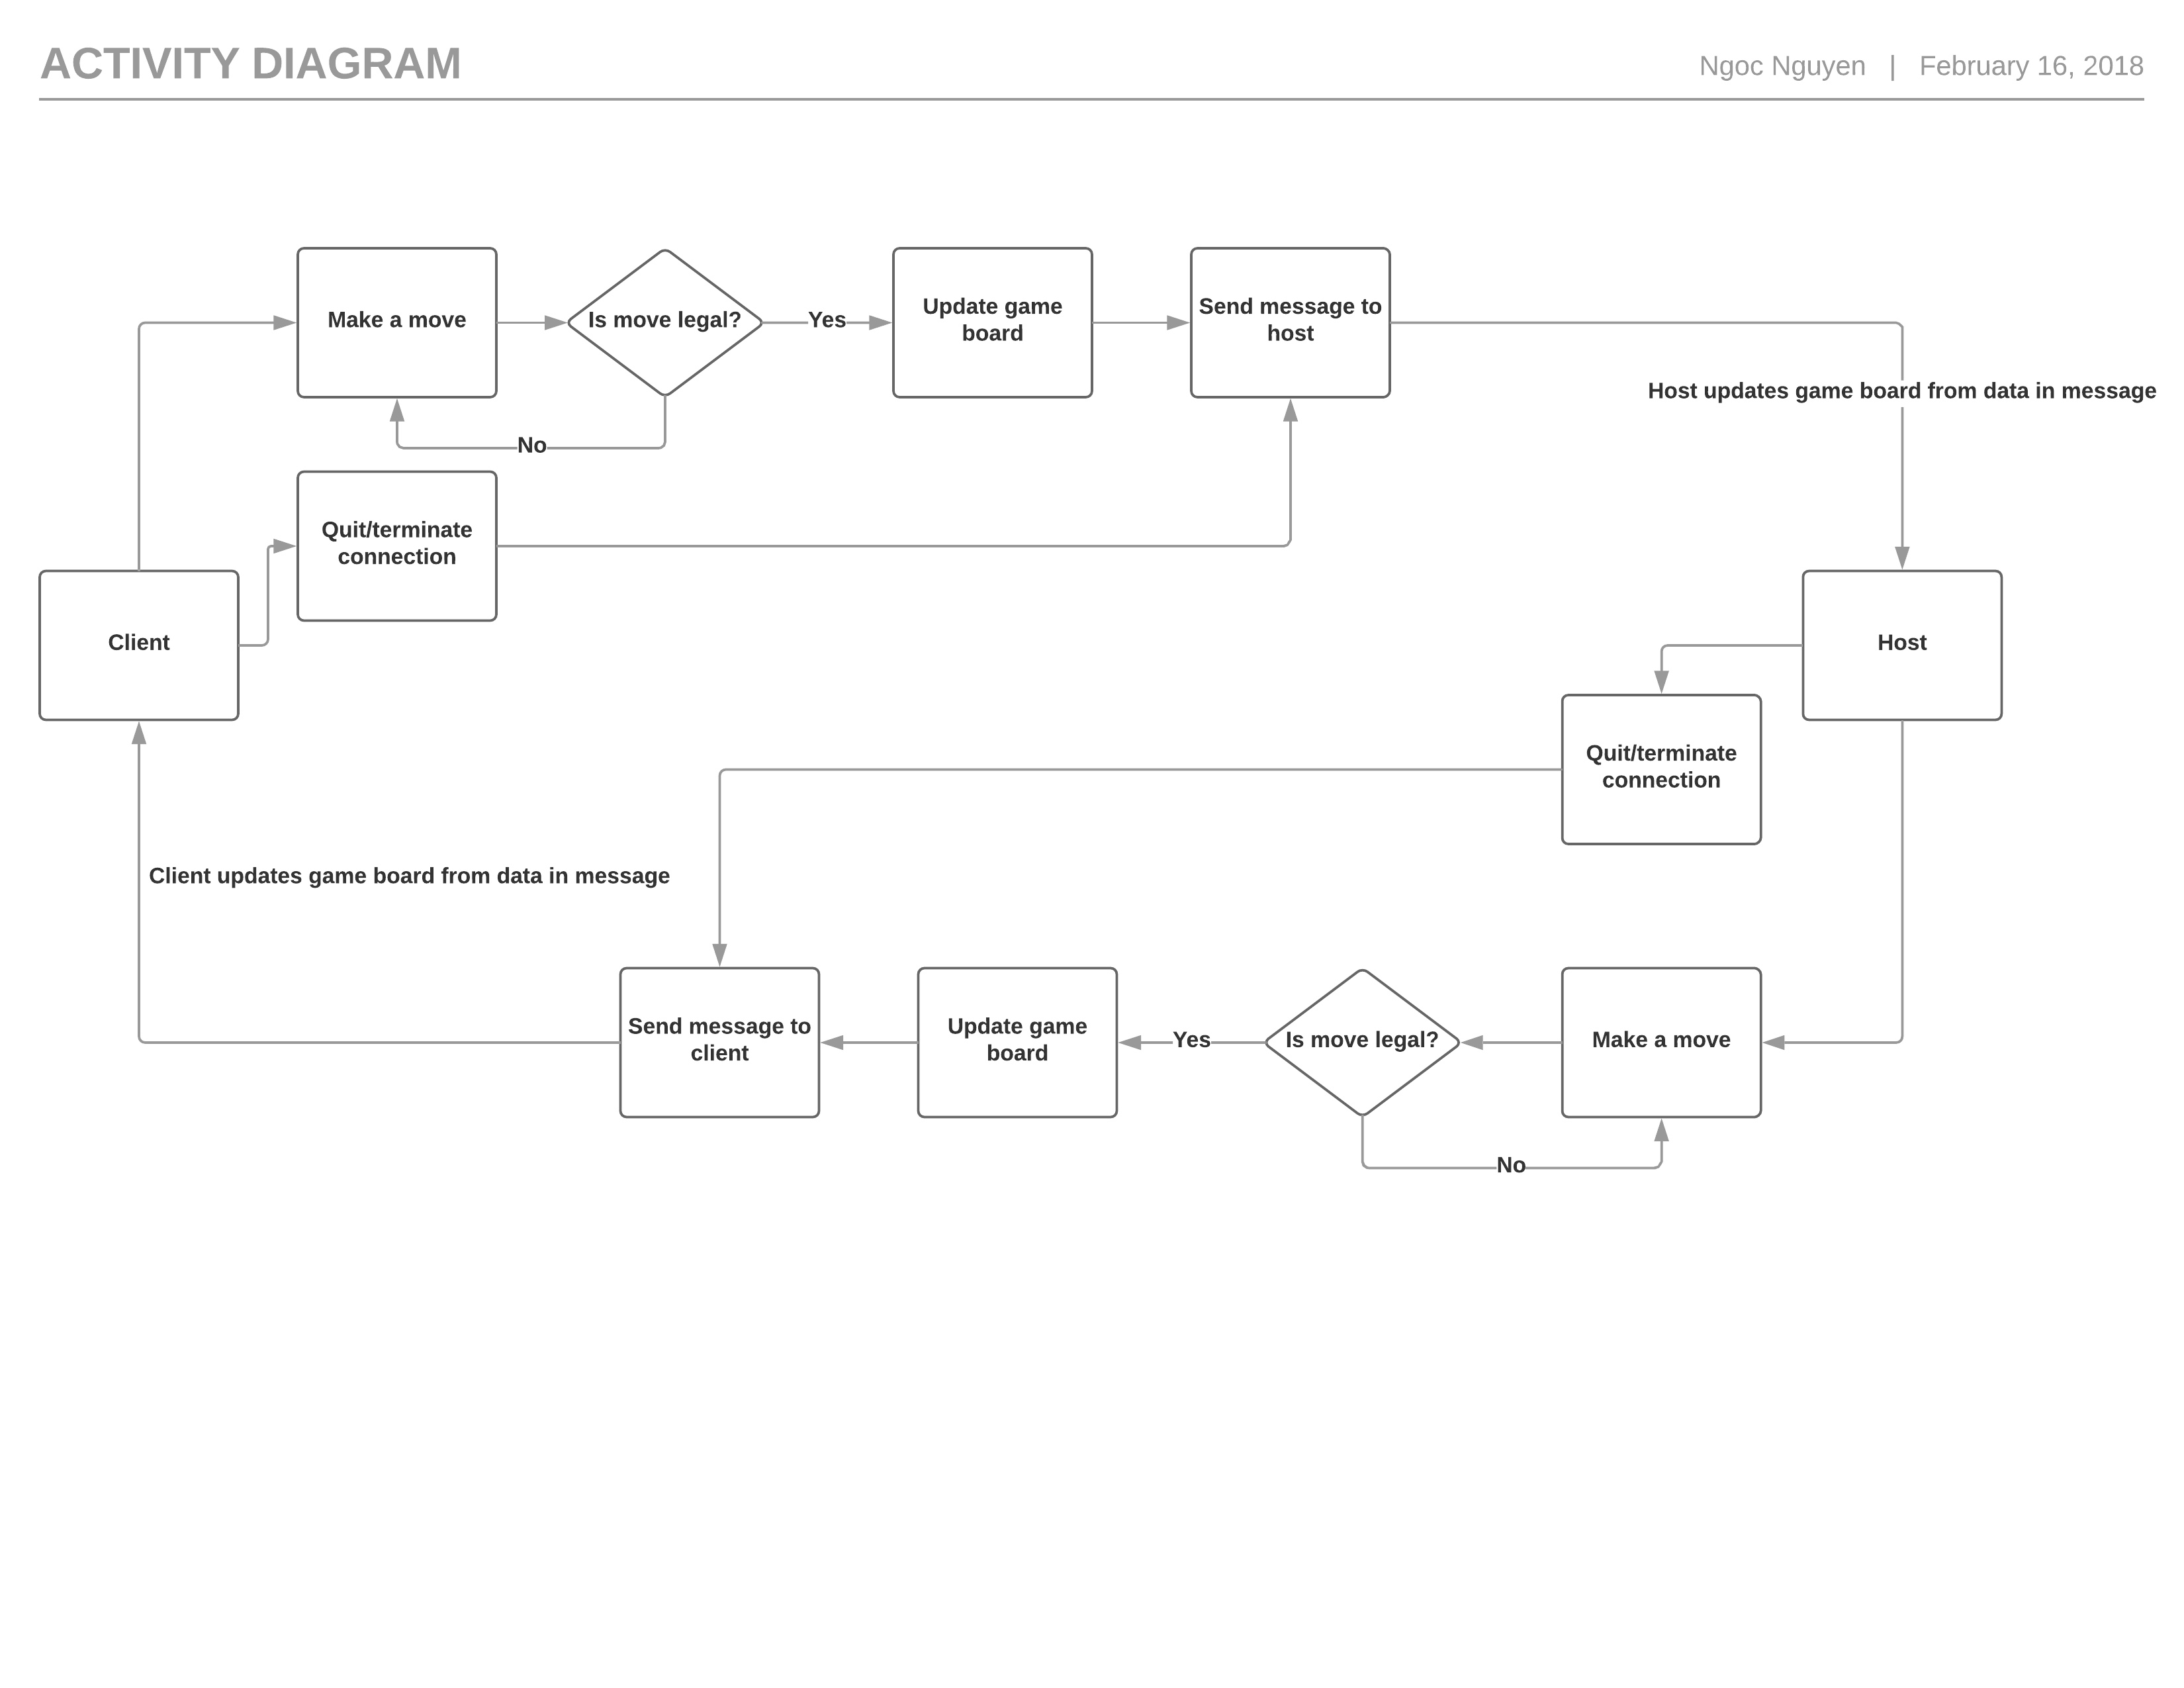 ACTIVITY DIAGRAM
Ngoc Nguyen | February 16, 2018
Make a move
Is move legal?
Yes
Update game
board
Send message to
host
Host updates game board from data in message
No
Quit/terminate
connection
Client
Host
Quit/terminate
connection
Client updates game board from data in message
Send message to
client
Update game
board
Yes
Is move legal?
Make a move
No